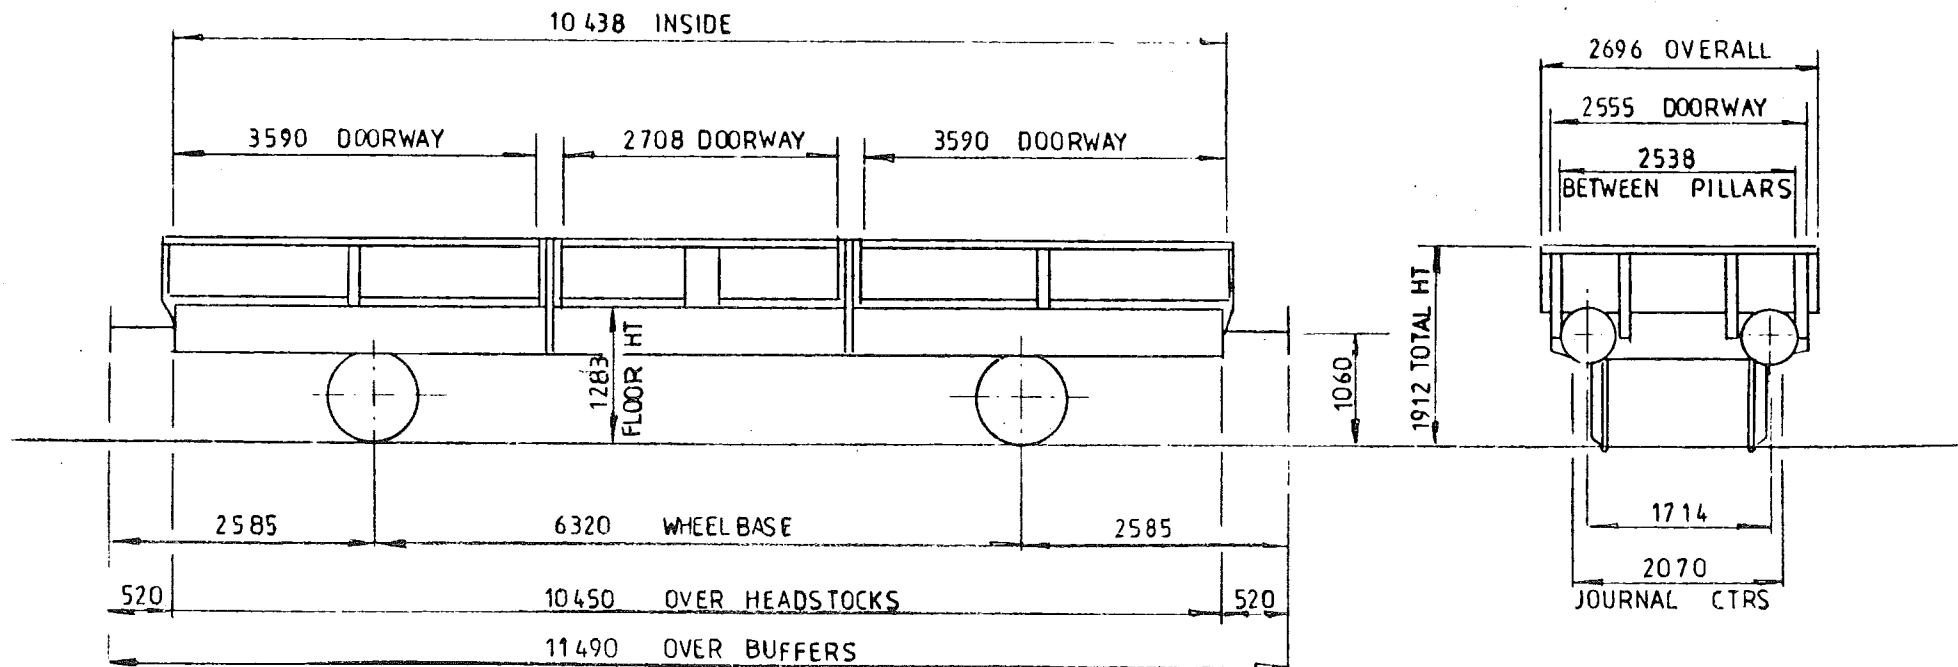 10 438 INSIDE
2696 OVERALL
2555 DOORWAY
3590 DOORWAY
2708 DOORWAY
3590 DOORWAY
2538
BETWEEN PILLARS
1283
FLOOR HT
1060
1912 TOTAL HT
2585
6320 WHEELBASE
2585
1714
520
10450 OVER HEADSTOCKS
520
2070
JOURNAL CTRS
11490 OVER BUFFERS